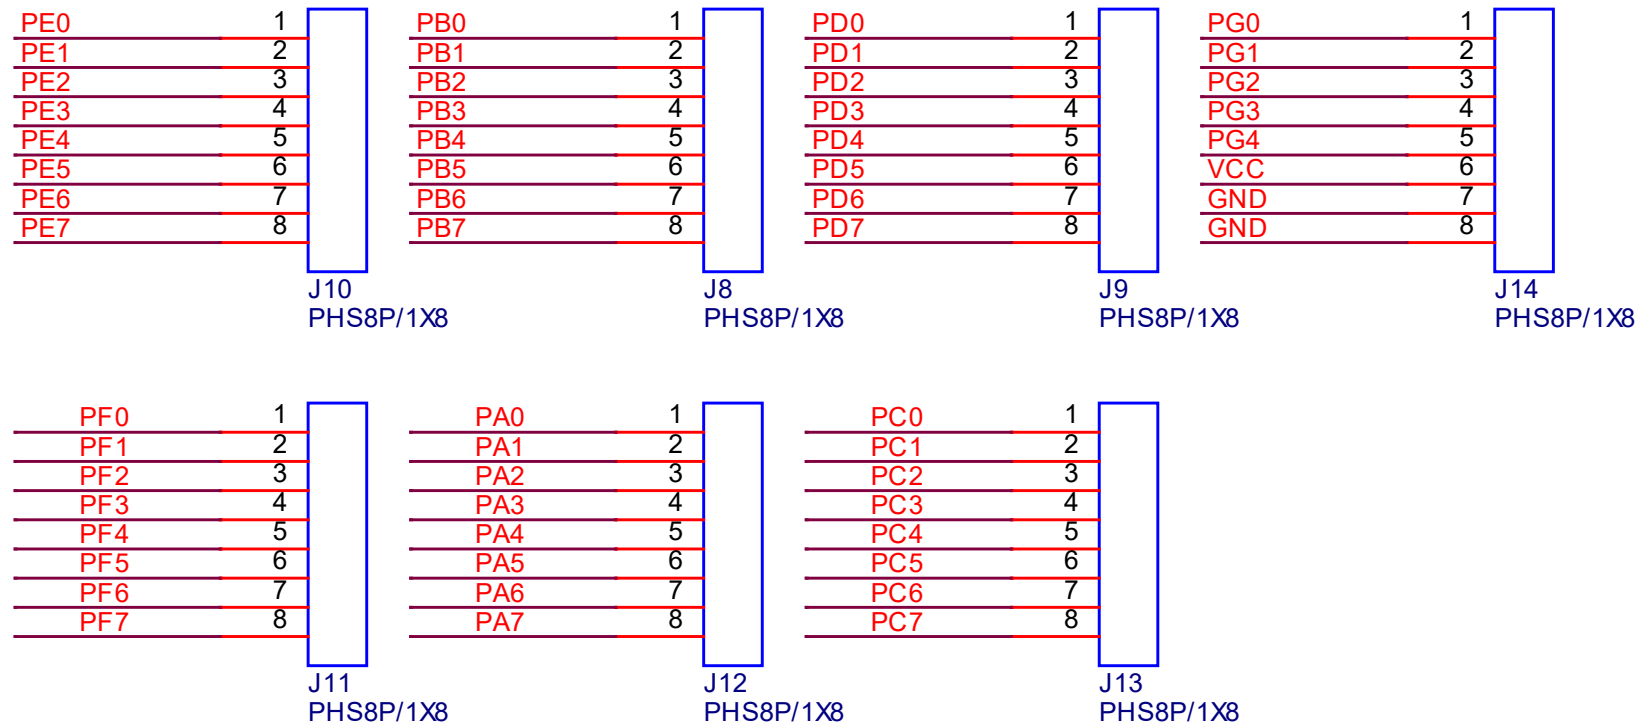 PE0 1
PE1 2
PE2 3
PE3 4
PE4 5
PE5 6
PE6 7
PE7 8
J10
PHS8P/1X8
PB0 1
PB1 2
PB2 3
PB3 4
PB4 5
PB5 6
PB6 7
PB7 8
J8
PHS8P/1X8
PD0 1
PD1 2
PD2 3
PD3 4
PD4 5
PD5 6
PD6 7
PD7 8
J9
PHS8P/1X8
PG0 1
PG1 2
PG2 3
PG3 4
PG4 5
VCC 6
GND 7
GND 8
J14
PHS8P/1X8
PF0 1
PF1 2
PF2 3
PF3 4
PF4 5
PF5 6
PF6 7
PF7 8
J11
PHS8P/1X8
PA0 1
PA1 2
PA2 3
PA3 4
PA4 5
PA5 6
PA6 7
PA7 8
J12
PHS8P/1X8
PC0 1
PC1 2
PC2 3
PC3 4
PC4 5
PC5 6
PC6 7
PC7 8
J13
PHS8P/1X8